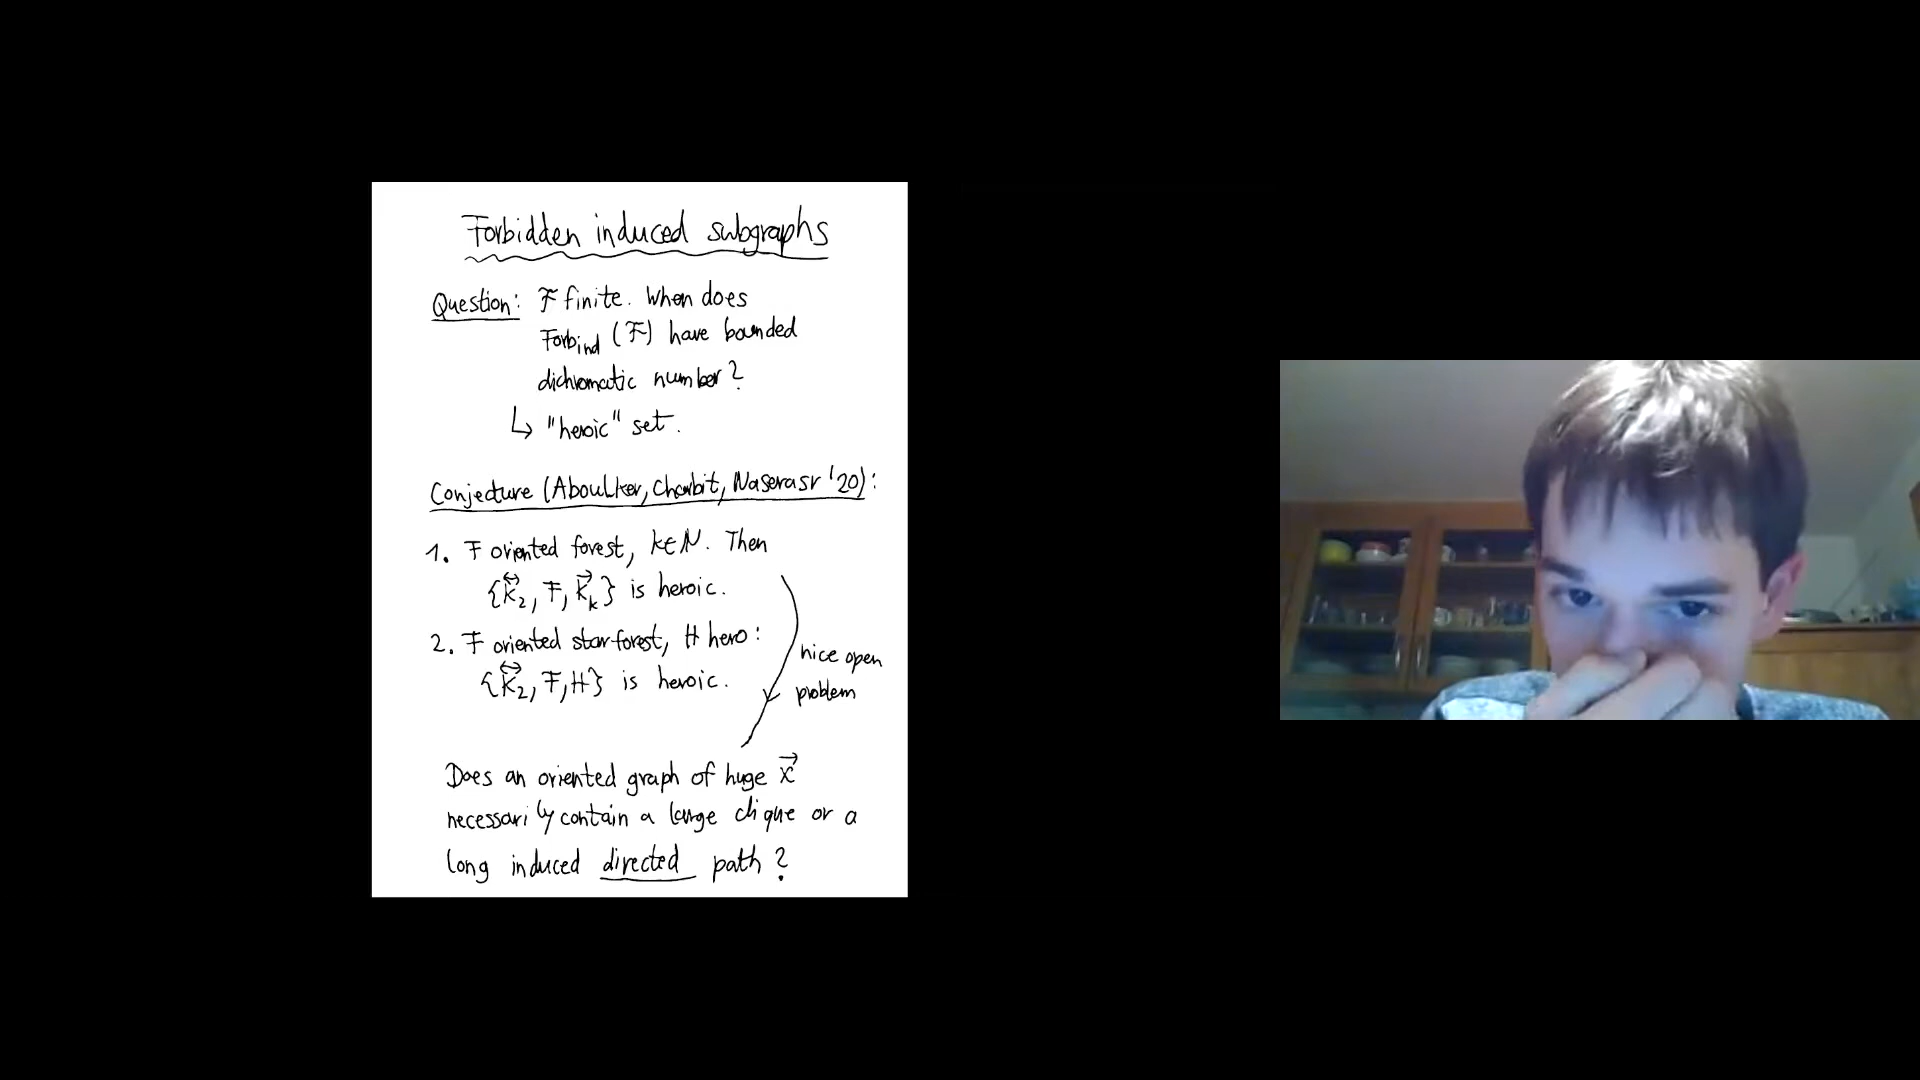 Forbidden induced subgraphs
Question: F finite. When does
Forb_ind (F) have bounded
dichromatic number?
↳ "heroic" set.
Conjecture (Aboulker, Charbit, Naserasr '20):
1. F oriented forest, k∈N. Then
{K⃡₂, F, K⃗ₖ} is heroic.
2. F oriented star forest, H hero:
{K⃡₂, F, H} is heroic.
nice open
problem
Does an oriented graph of huge χ⃗
necessarily contain a large clique or a
long induced directed path?